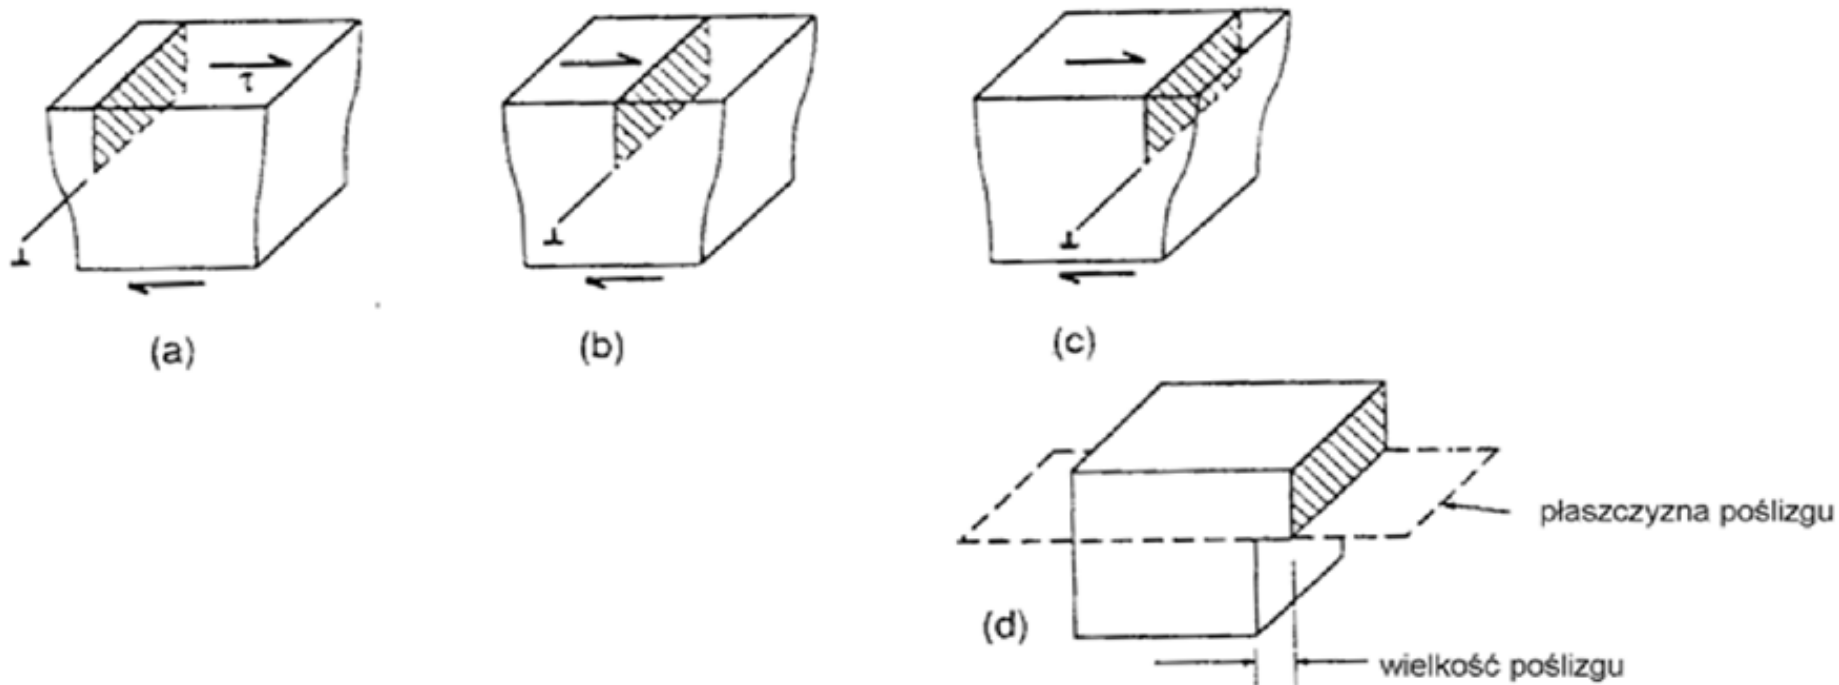 τ
⊥
(a)
⊥
(b)
⊥
(c)
płaszczyzna poślizgu
(d)
wielkość poślizgu